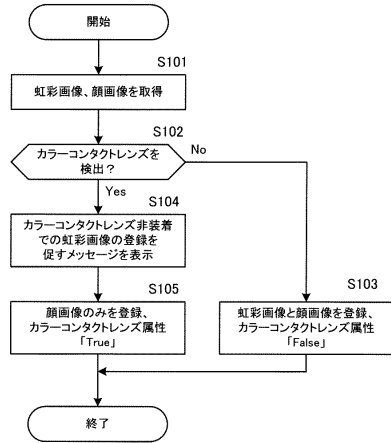 開始
S101
虹彩画像、顔画像を取得
S102
カラーコンタクトレンズを
検出？
No
Yes
S104
カラーコンタクトレンズ非装着
での虹彩画像の登録を
促すメッセージを表示
S105
顔画像のみを登録、
カラーコンタクトレンズ属性
「True」
S103
虹彩画像と顔画像を登録、
カラーコンタクトレンズ属性
「False」
終了